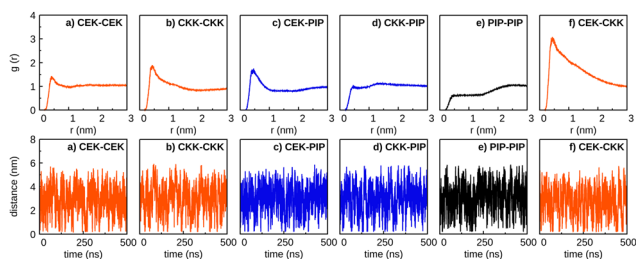 a) CEK-CEK b) CKK-CKK c) CEK-PIP d) CKK-PIP e) PIP-PIP f) CEK-CKK
4
3
2
1
0
g (r)
0 1 2 3 0 1 2 3 0 1 2 3 0 1 2 3 0 1 2 3 0 1 2 3
r (nm) r (nm) r (nm) r (nm) r (nm) r (nm)
a) CEK-CEK b) CKK-CKK c) CEK-PIP d) CKK-PIP e) PIP-PIP f) CEK-CKK
8
6
4
2
0
distance (nm)
0 250 500 0 250 500 0 250 500 0 250 500 0 250 500 0 250 500
time (ns) time (ns) time (ns) time (ns) time (ns) time (ns)